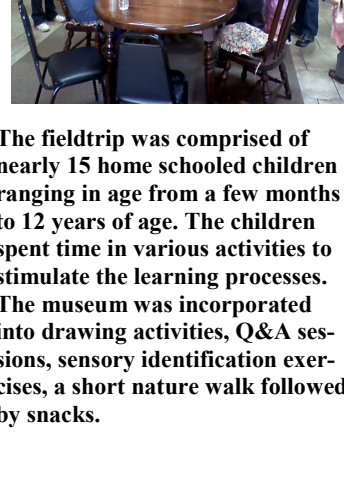 The fieldtrip was comprised of
nearly 15 home schooled children
ranging in age from a few months
to 12 years of age. The children
spent time in various activities to
stimulate the learning processes.
The museum was incorporated
into drawing activities, Q&A ses-
sions, sensory identification exer-
cises, a short nature walk followed
by snacks.